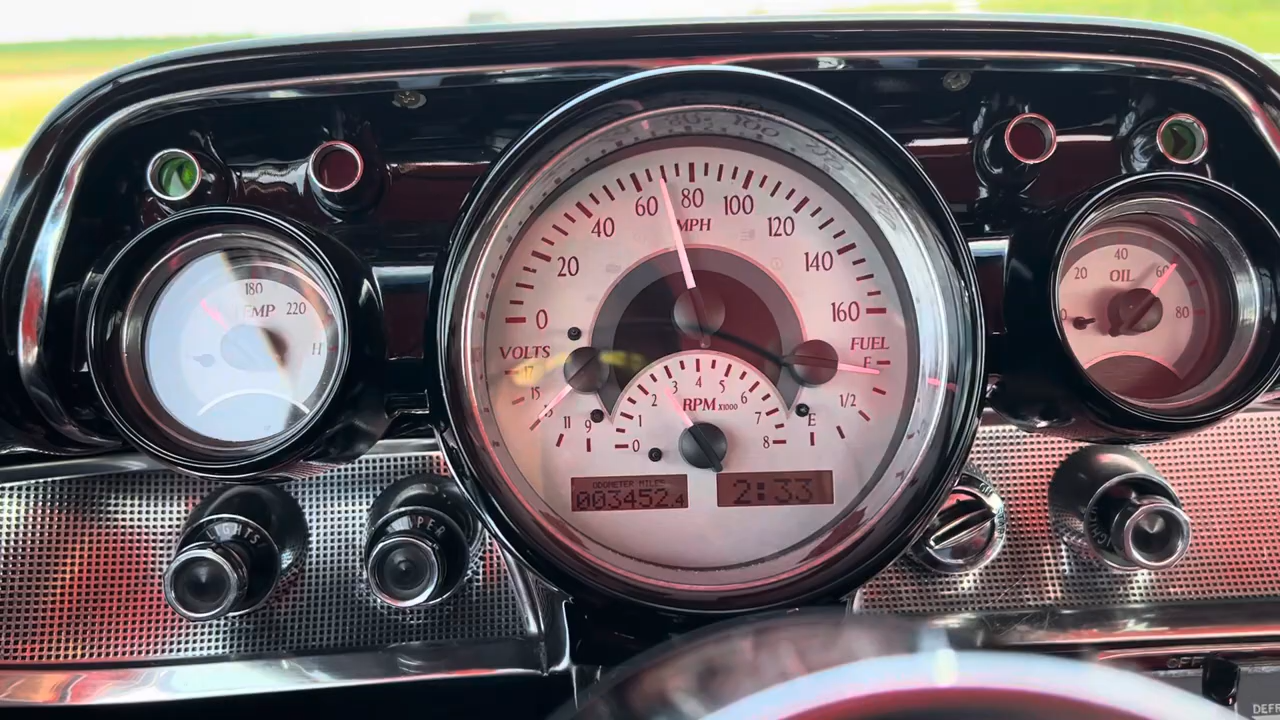 60 80 100
40 MPH 120
20 140
0 160
VOLTS FUEL
17 F
15 1/2
11 9 E
3 4 5
2 6
1 RPM X1000 7
0 8
ODOMETER MILES
003452.4 2:33
180
TEMP 220
H
40
20 OIL 60
0 80
LIGHTS
OFF
DEFR